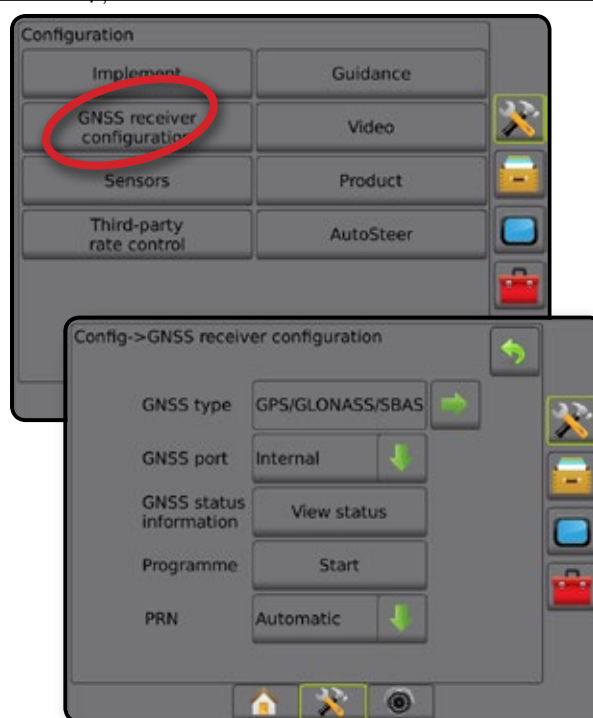 Configuration
Implement
Guidance
GNSS receiver
configuration
Video
Sensors
Product
Third-party
rate control
AutoSteer
Config->GNSS receiver configuration
GNSS type
GPS/GLONASS/SBAS
GNSS port
Internal
GNSS status
information
View status
Programme
Start
PRN
Automatic